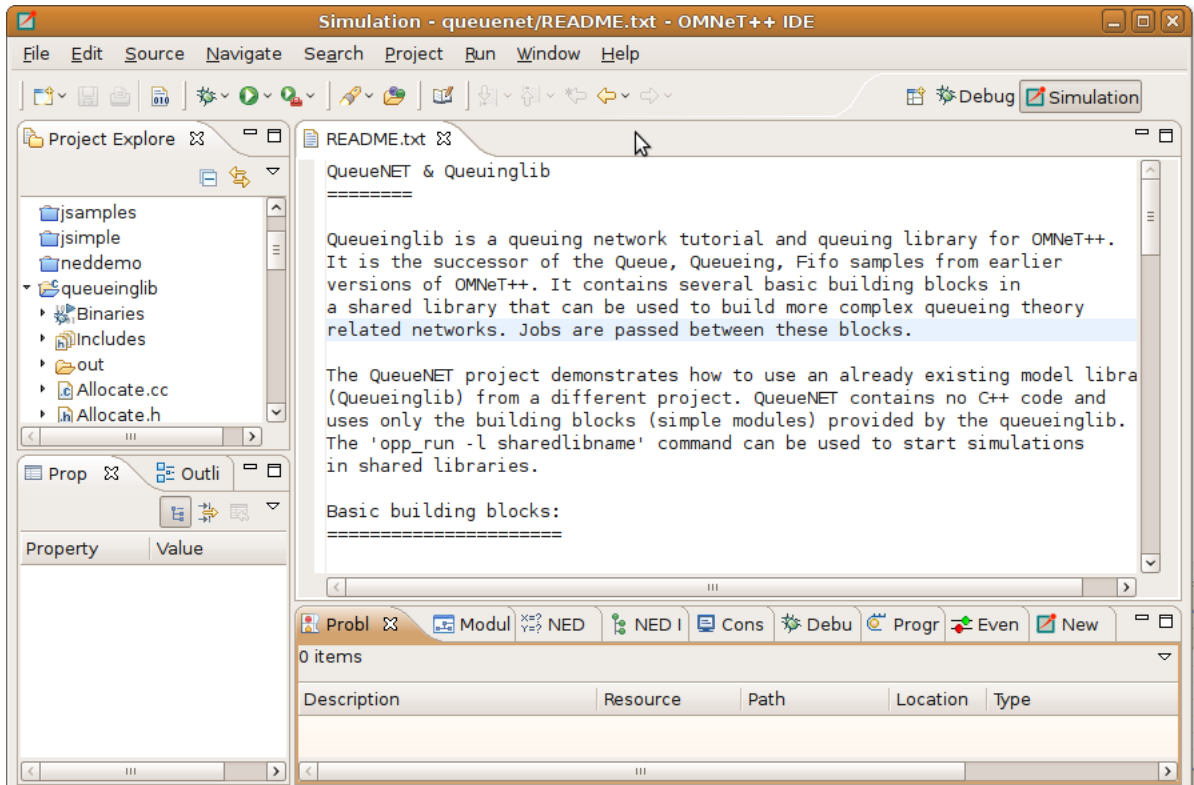 Simulation - queuenet/README.txt - OMNeT++ IDE
File Edit Source Navigate Search Project Run Window Help
Debug Simulation
Project Explore
jsamples
jsimple
neddemo
queueinglib
Binaries
Includes
out
Allocate.cc
Allocate.h
README.txt
QueueNET & Queuinglib
========
Queueinglib is a queuing network tutorial and queuing library for OMNeT++.
It is the successor of the Queue, Queueing, Fifo samples from earlier
versions of OMNeT++. It contains several basic building blocks in
a shared library that can be used to build more complex queueing theory
related networks. Jobs are passed between these blocks.
The QueueNET project demonstrates how to use an already existing model libra
(Queueinglib) from a different project. QueueNET contains no C++ code and
uses only the building blocks (simple modules) provided by the queueinglib.
The 'opp_run -l sharedlibname' command can be used to start simulations
in shared libraries.
Basic building blocks:
======================
Prop Outli
Property Value
Probl Modul NED NED I Cons Debu Progr Even New
0 items
Description Resource Path Location Type